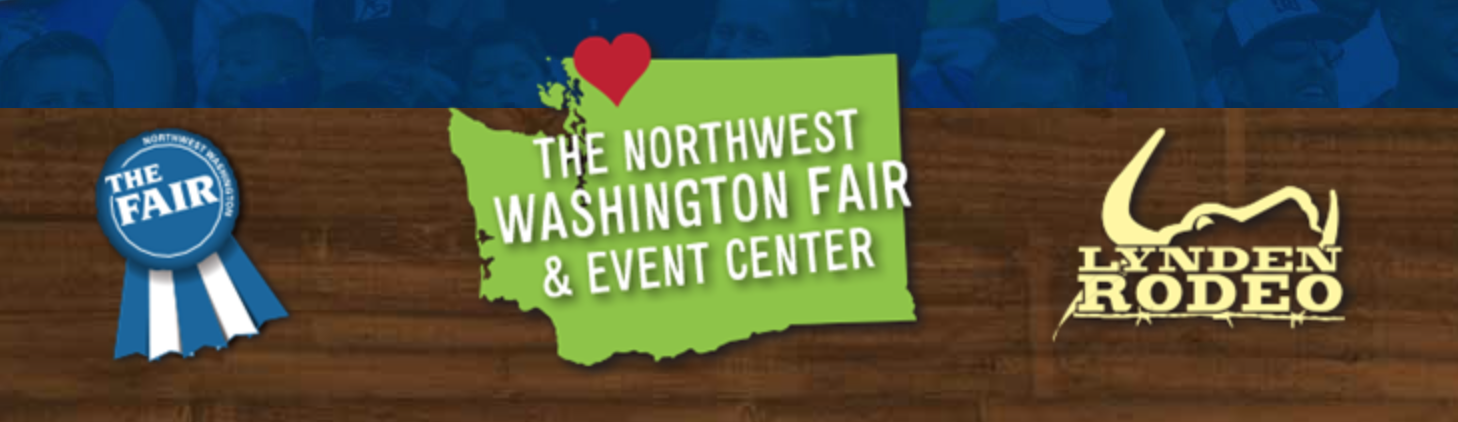 NORTHWEST WASHINGTON
THE
FAIR
THE NORTHWEST
WASHINGTON FAIR
& EVENT CENTER
LYNDEN
RODEO